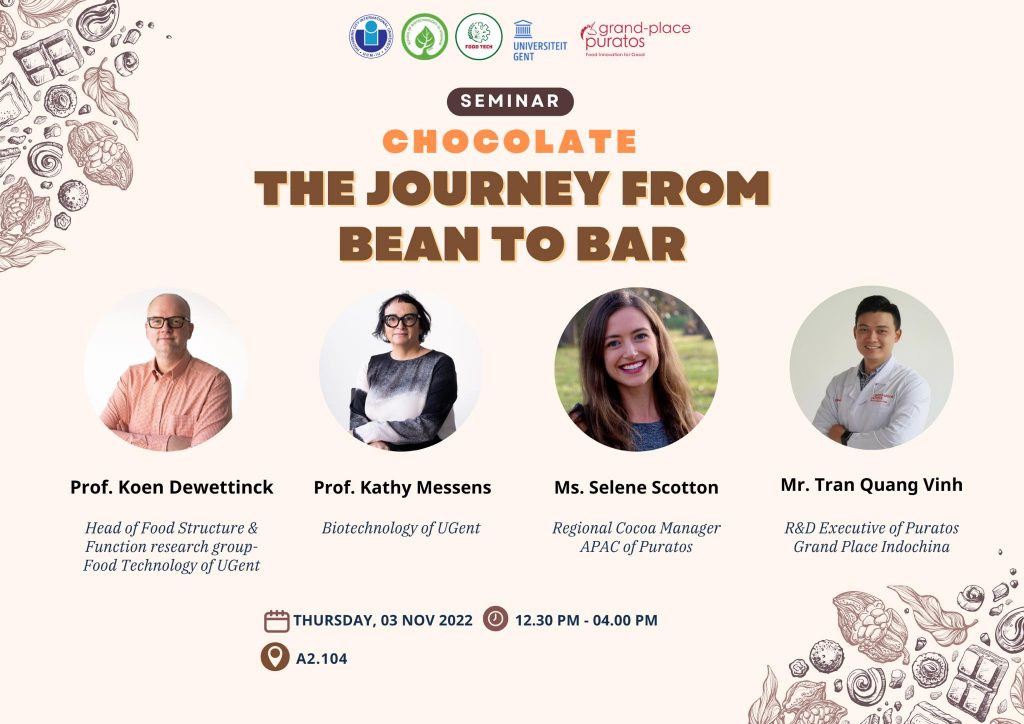 FOOD TECH
UNIVERSITEIT
GENT
grand-place
puratos
Food Innovation for Good
SEMINAR
CHOCOLATE
THE JOURNEY FROM
BEAN TO BAR
Prof. Koen Dewettinck
Head of Food Structure &
Function research group-
Food Technology of UGent
Prof. Kathy Messens
Biotechnology of UGent
Ms. Selene Scotton
Regional Cocoa Manager
APAC of Puratos
Mr. Tran Quang Vinh
R&D Executive of Puratos
Grand Place Indochina
THURSDAY, 03 NOV 2022
12.30 PM - 04.00 PM
A2.104